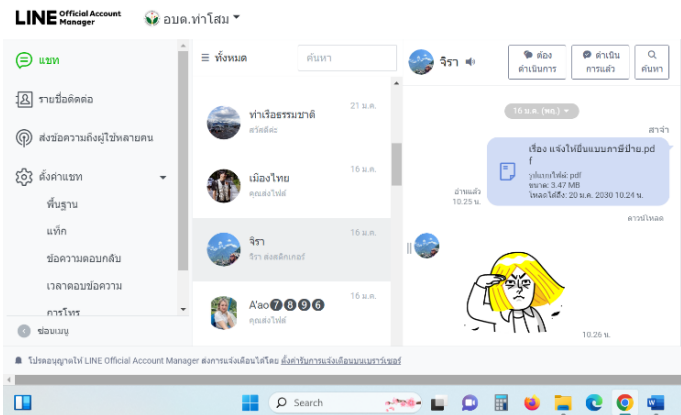 LINE Official Account Manager
อบต.ท่าโสม
แชท
รายชื่อติดต่อ
ส่งข้อความถึงผู้ใช้หลายคน
ตั้งค่าแชท
พื้นฐาน
แท็ก
ข้อความตอบกลับ
เวลาตอบข้อความ
การโทร
ซ่อนเมนู
ทั้งหมด
ค้นหา
ท่าเรือธรรมชาติ
21 ม.ค.
สวัสดีค่ะ
เมืองไทย
16 ม.ค.
คุณส่งไฟล์
จิรา
16 ม.ค.
จิรา ส่งสติกเกอร์
A'ao❼❽❾❻
16 ม.ค.
คุณส่งไฟล์
จิรา
ต้องดำเนินการ
ดำเนินการแล้ว
ค้นหา
16 ม.ค. (พฤ.)
สาจ๋า
เรื่อง แจ้งให้ยื่นแบบภาษีป้าย.pd
f
รูปแบบไฟล์: pdf
ขนาด: 3.47 MB
โหลดได้ถึง: 20 ม.ค. 2030 10.24 น.
อ่านแล้ว
10.25 น.
ดาวน์โหลด
10.26 น.
โปรดอนุญาตให้ LINE Official Account Manager ส่งการแจ้งเตือนได้โดย ตั้งค่ารับการแจ้งเตือนบนเบราว์เซอร์
Search